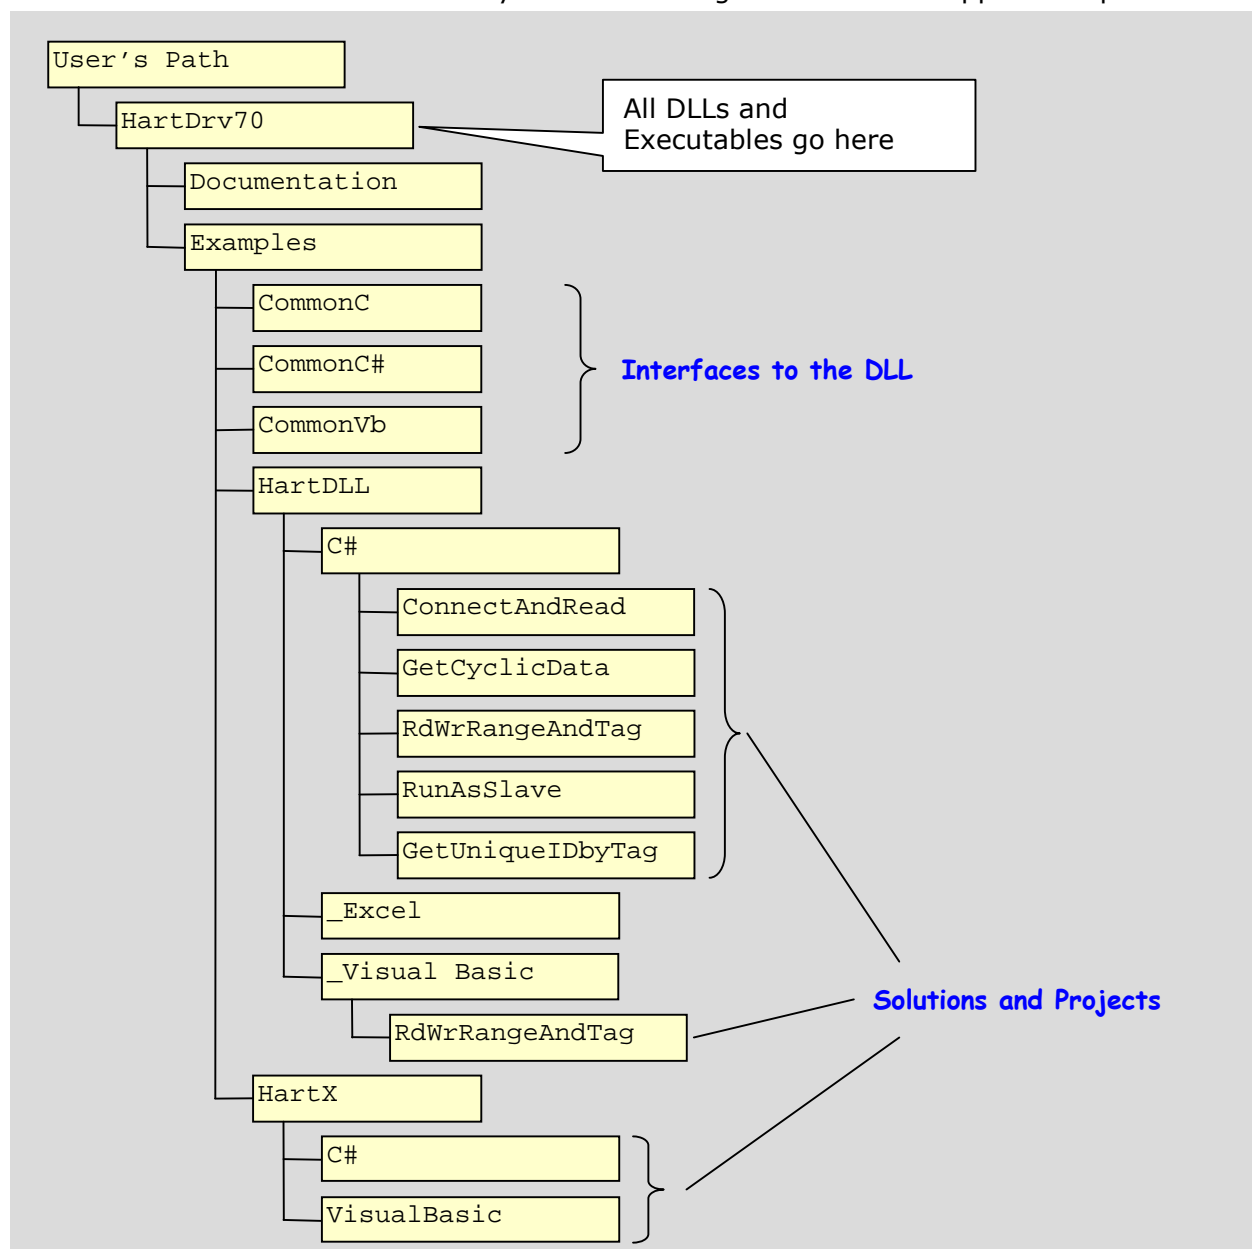 User's Path
HartDrv70
All DLLs and
Executables go here
Documentation
Examples
CommonC
CommonC#
Interfaces to the DLL
CommonVb
HartDLL
C#
ConnectAndRead
GetCyclicData
RdWrRangeAndTag
RunAsSlave
GetUniqueIDbyTag
_Excel
_Visual Basic
Solutions and Projects
RdWrRangeAndTag
HartX
C#
VisualBasic